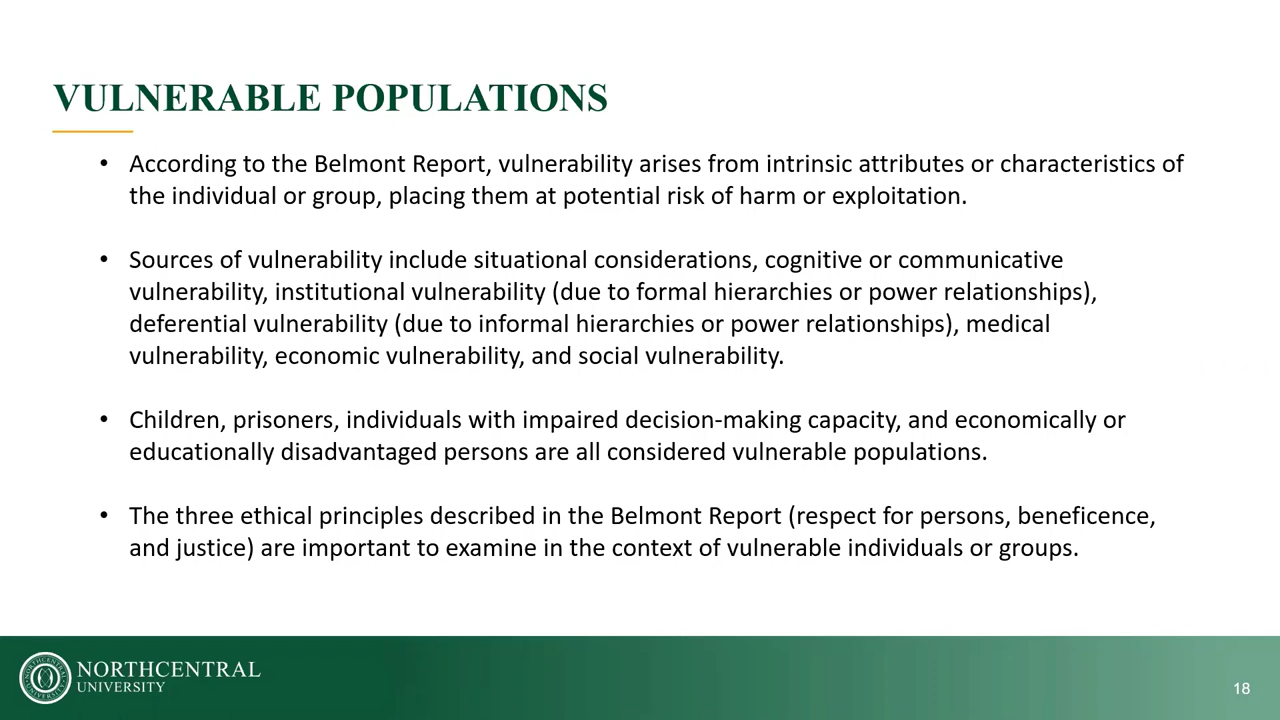 VULNERABLE POPULATIONS
• According to the Belmont Report, vulnerability arises from intrinsic attributes or characteristics of
the individual or group, placing them at potential risk of harm or exploitation.
• Sources of vulnerability include situational considerations, cognitive or communicative
vulnerability, institutional vulnerability (due to formal hierarchies or power relationships),
deferential vulnerability (due to informal hierarchies or power relationships), medical
vulnerability, economic vulnerability, and social vulnerability.
• Children, prisoners, individuals with impaired decision-making capacity, and economically or
educationally disadvantaged persons are all considered vulnerable populations.
• The three ethical principles described in the Belmont Report (respect for persons, beneficence,
and justice) are important to examine in the context of vulnerable individuals or groups.
NORTHCENTRAL
UNIVERSITY
18